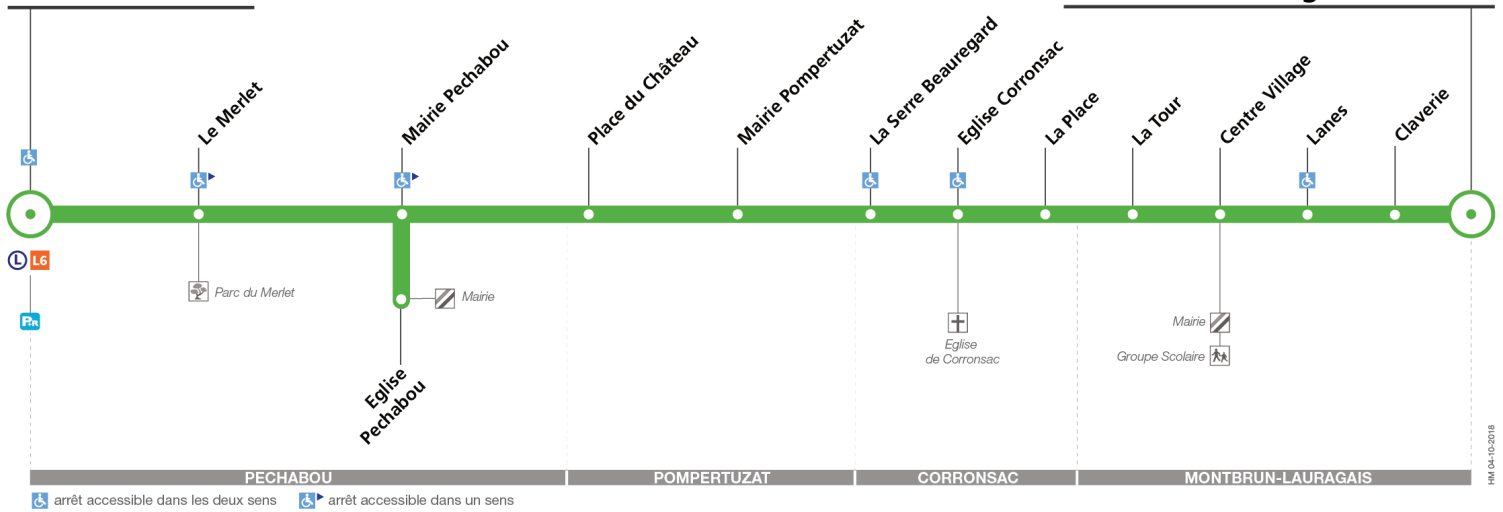 Le Merlet
Mairie Pechabou
Place du Château
Mairie Pompertuzat
La Serre Beauregard
Eglise Corronsac
La Place
La Tour
Centre Village
Lanes
Claverie
L L6
P+R
Parc du Merlet
Mairie
Eglise
Pechabou
Eglise
de Corronsac
Mairie
Groupe Scolaire
PECHABOU
POMPERTUZAT
CORRONSAC
MONTBRUN-LAURAGAIS
arrêt accessible dans les deux sens
arrêt accessible dans un sens
HM 04-10-2018